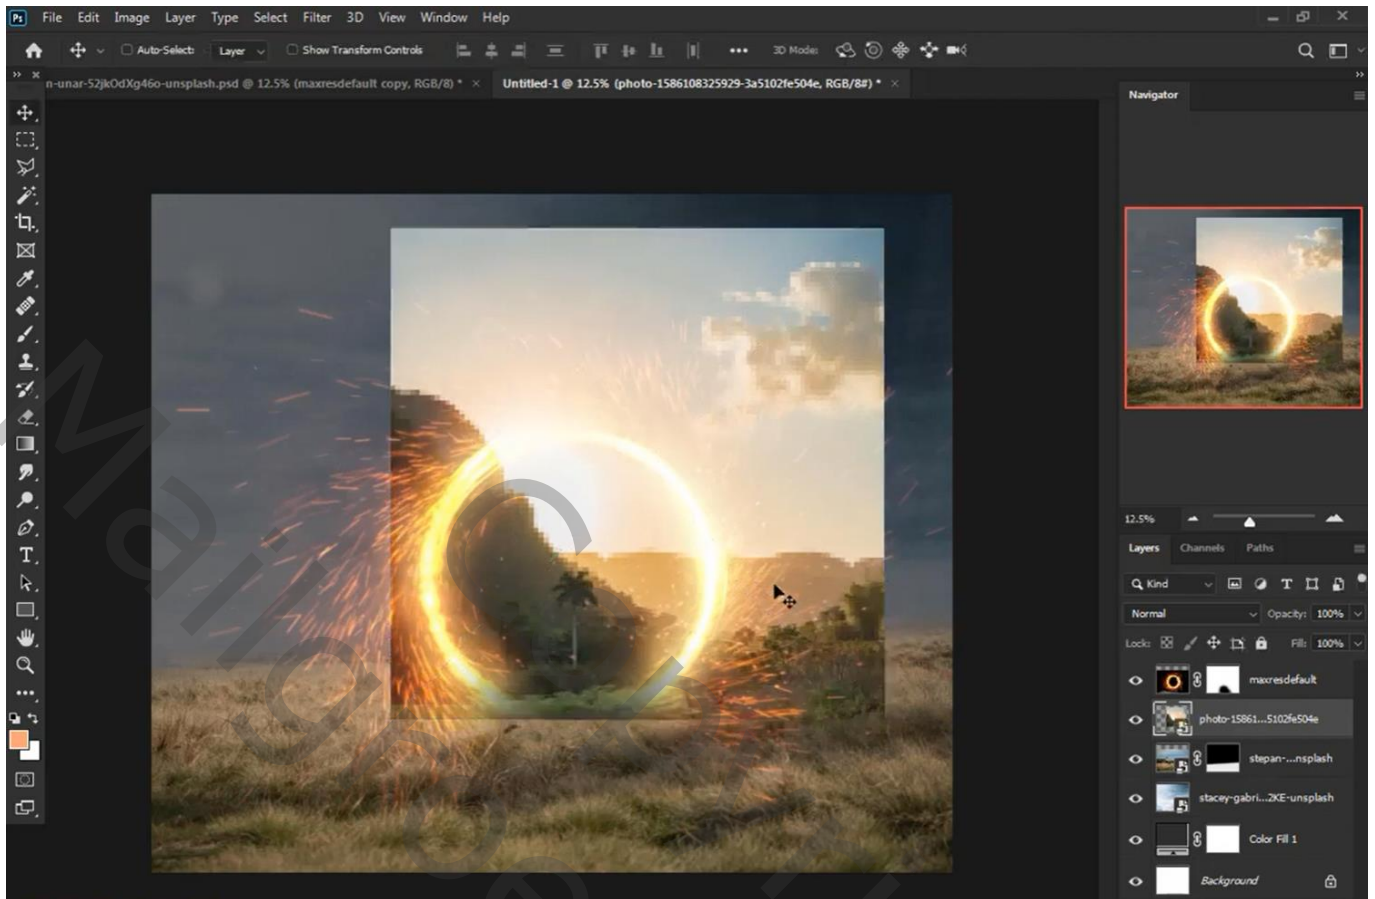 Ps File Edit Image Layer Type Select Filter 3D View Window Help
Auto-Select: Layer Show Transform Controls 3D Mode:
n-unar-52jkOdXg46o-unsplash.psd @ 12.5% (maxresdefault copy, RGB/8) * × Untitled-1 @ 12.5% (photo-1586108325929-3a5102fe504e, RGB/8#) * ×
Navigator
12.5%
Layers Channels Paths
Kind
Normal Opacity: 100%
Lock: Fill: 100%
maxresdefault
photo-15861...5102fe504e
stepan-...nsplash
stacey-gabri...2KE-unsplash
Color Fill 1
Background